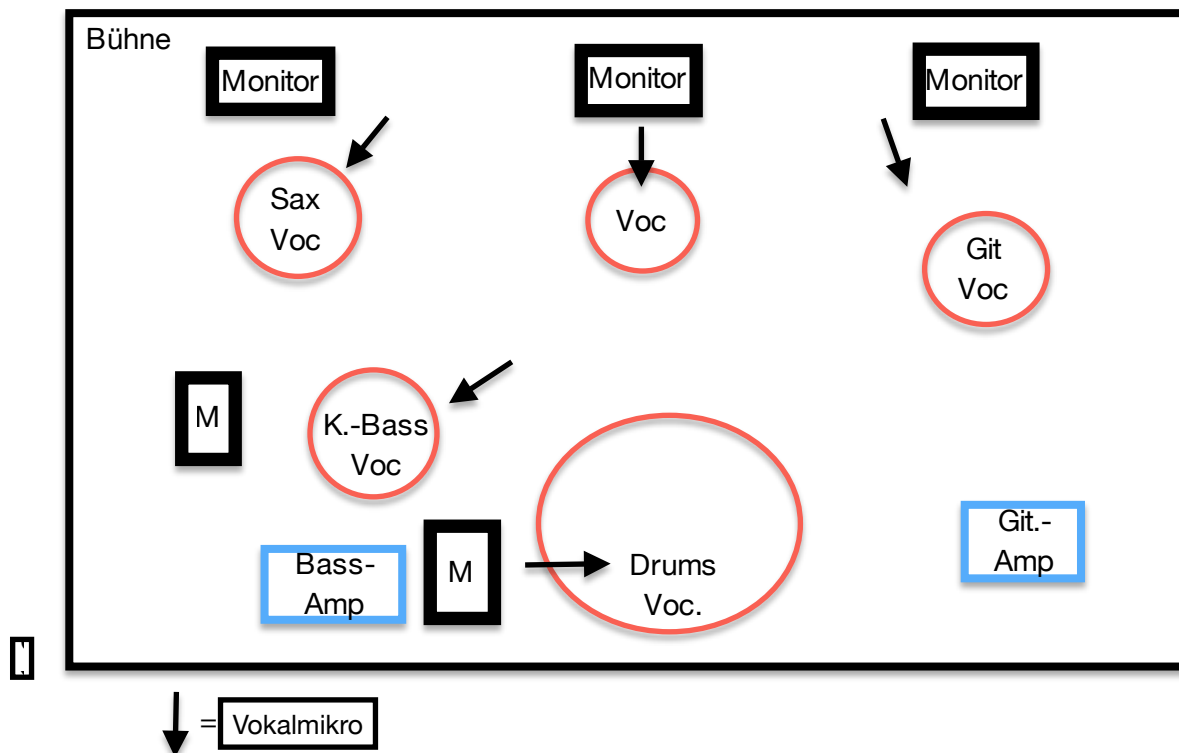 Bühne
Monitor
Monitor
Monitor
Sax
Voc
Voc
Git
Voc
M
K.-Bass
Voc
Git.-
Amp
Bass-
Amp
M
Drums
Voc.
= Vokalmikro